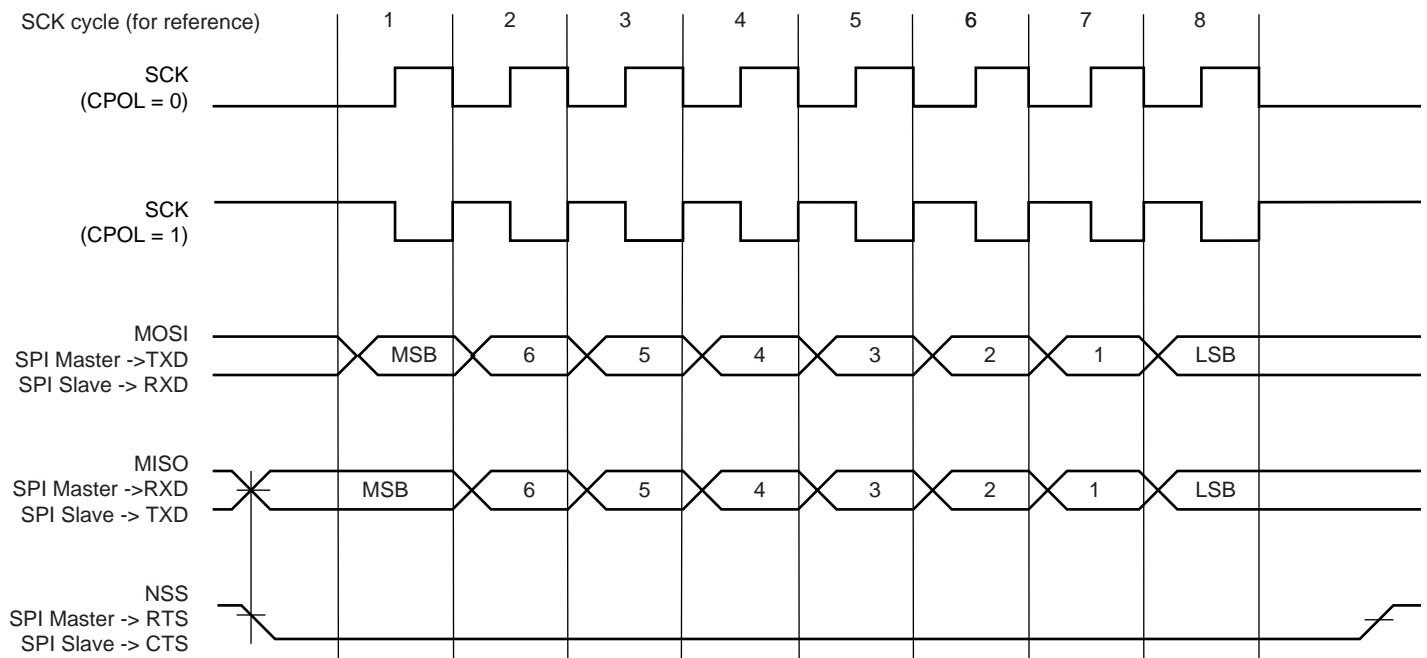 SCK cycle (for reference) 1 2 3 4 5 6 7 8
SCK
(CPOL = 0)
SCK
(CPOL = 1)
MOSI
SPI Master ->TXD
SPI Slave -> RXD
MSB 6 5 4 3 2 1 LSB
MISO
SPI Master ->RXD
SPI Slave -> TXD
MSB 6 5 4 3 2 1 LSB
NSS
SPI Master -> RTS
SPI Slave -> CTS